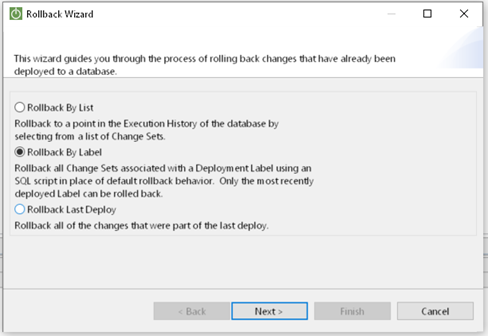 Rollback Wizard
This wizard guides you through the process of rolling back changes that have already been
deployed to a database.
Rollback By List
Rollback to a point in the Execution History of the database by
selecting from a list of Change Sets.
Rollback By Label
Rollback all Change Sets associated with a Deployment Label using an
SQL script in place of default rollback behavior. Only the most recently
deployed Label can be rolled back.
Rollback Last Deploy
Rollback all of the changes that were part of the last deploy.
< Back Next > Finish Cancel